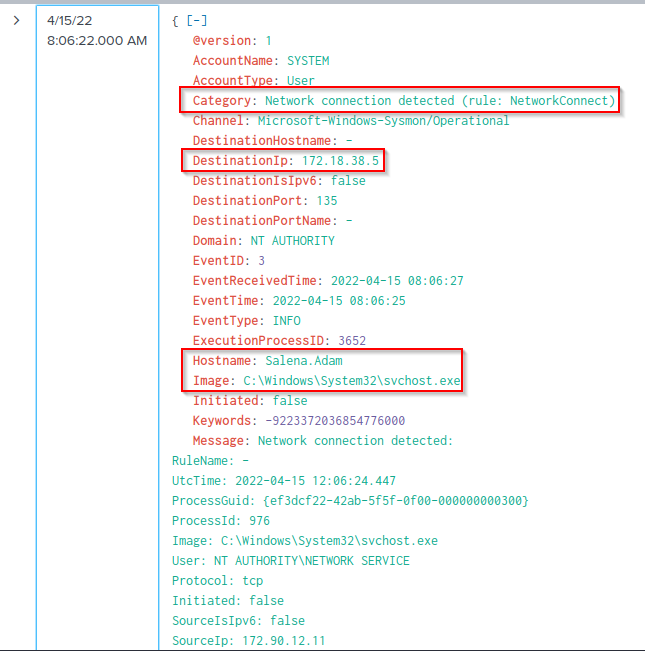 4/15/22
8:06:22.000 AM
{ [-]
@version: 1
AccountName: SYSTEM
AccountType: User
Category: Network connection detected (rule: NetworkConnect)
Channel: Microsoft-Windows-Sysmon/Operational
DestinationHostname: -
DestinationIp: 172.18.38.5
DestinationIsIpv6: false
DestinationPort: 135
DestinationPortName: -
Domain: NT AUTHORITY
EventID: 3
EventReceivedTime: 2022-04-15 08:06:27
EventTime: 2022-04-15 08:06:25
EventType: INFO
ExecutionProcessID: 3652
Hostname: Salena.Adam
Image: C:\Windows\System32\svchost.exe
Initiated: false
Keywords: -9223372036854776000
Message: Network connection detected:
RuleName: -
UtcTime: 2022-04-15 12:06:24.447
ProcessGuid: {ef3dcf22-42ab-5f5f-0f00-000000000300}
ProcessId: 976
Image: C:\Windows\System32\svchost.exe
User: NT AUTHORITY\NETWORK SERVICE
Protocol: tcp
Initiated: false
SourceIsIpv6: false
SourceIp: 172.90.12.11